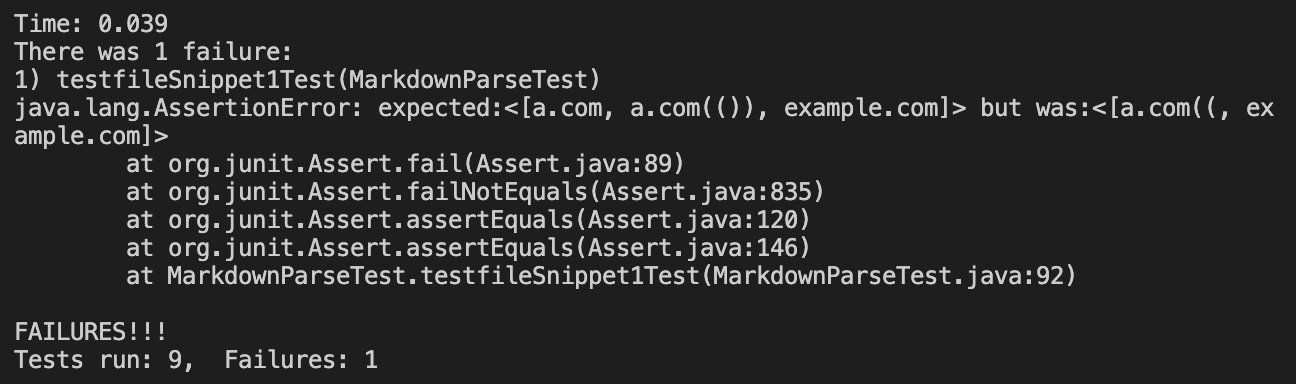 Time: 0.039
There was 1 failure:
1) testfileSnippet1Test(MarkdownParseTest)
java.lang.AssertionError: expected:<[a.com, a.com(()), example.com]> but was:<[a.com((, ex
ample.com]>
        at org.junit.Assert.fail(Assert.java:89)
        at org.junit.Assert.failNotEquals(Assert.java:835)
        at org.junit.Assert.assertEquals(Assert.java:120)
        at org.junit.Assert.assertEquals(Assert.java:146)
        at MarkdownParseTest.testfileSnippet1Test(MarkdownParseTest.java:92)

FAILURES!!!
Tests run: 9,  Failures: 1